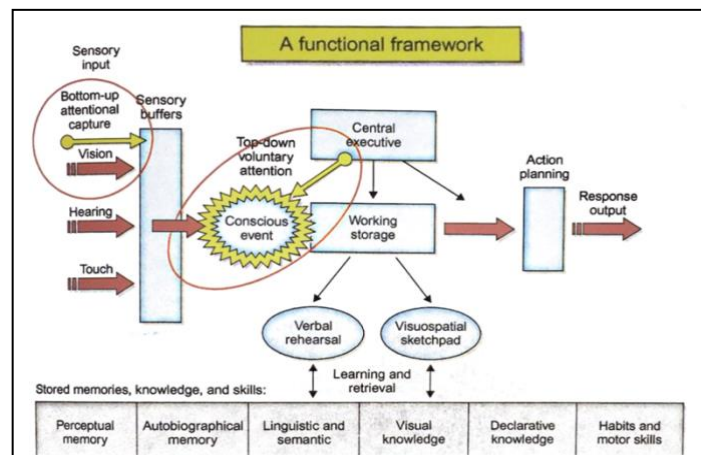 A functional framework
Sensory
input
Bottom-up
attentional
capture
Sensory
buffers
Vision
Hearing
Touch
Top-down
voluntary
attention
Conscious
event
Central
executive
Working
storage
Action
planning
Response
output
Verbal
rehearsal
Visuospatial
sketchpad
Learning and
retrieval
Stored memories, knowledge, and skills:
Perceptual
memory
Autobiographical
memory
Linguistic and
semantic
Visual
knowledge
Declarative
knowledge
Habits and
motor skills